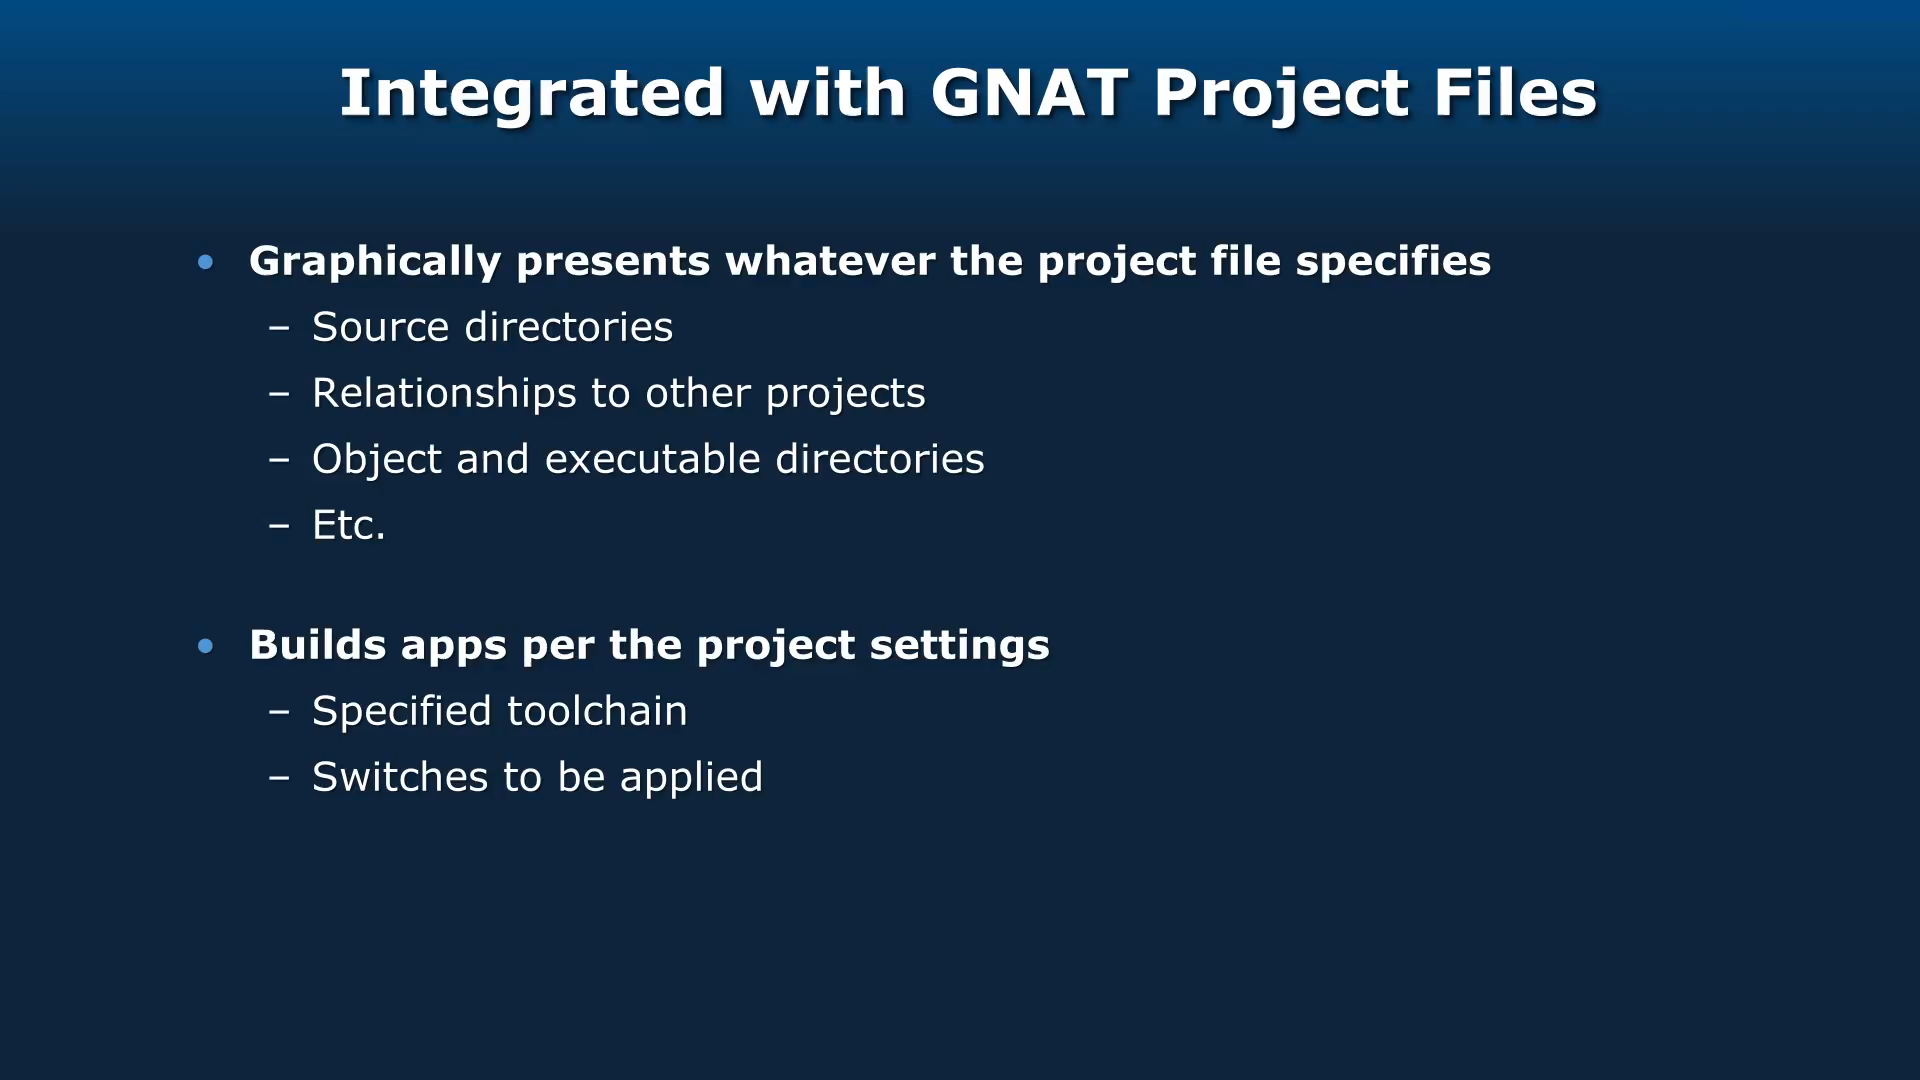 Integrated with GNAT Project Files
• Graphically presents whatever the project file specifies
– Source directories
– Relationships to other projects
– Object and executable directories
– Etc.
• Builds apps per the project settings
– Specified toolchain
– Switches to be applied